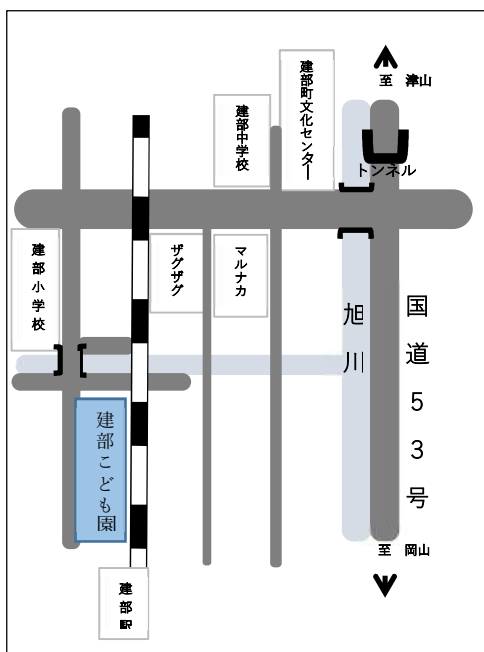 至 津山
建部町文化センター
建部中学校
トンネル
建部小学校
ザグザグ
マルナカ
旭川
国道53号
建部こども園
至 岡山
建部駅